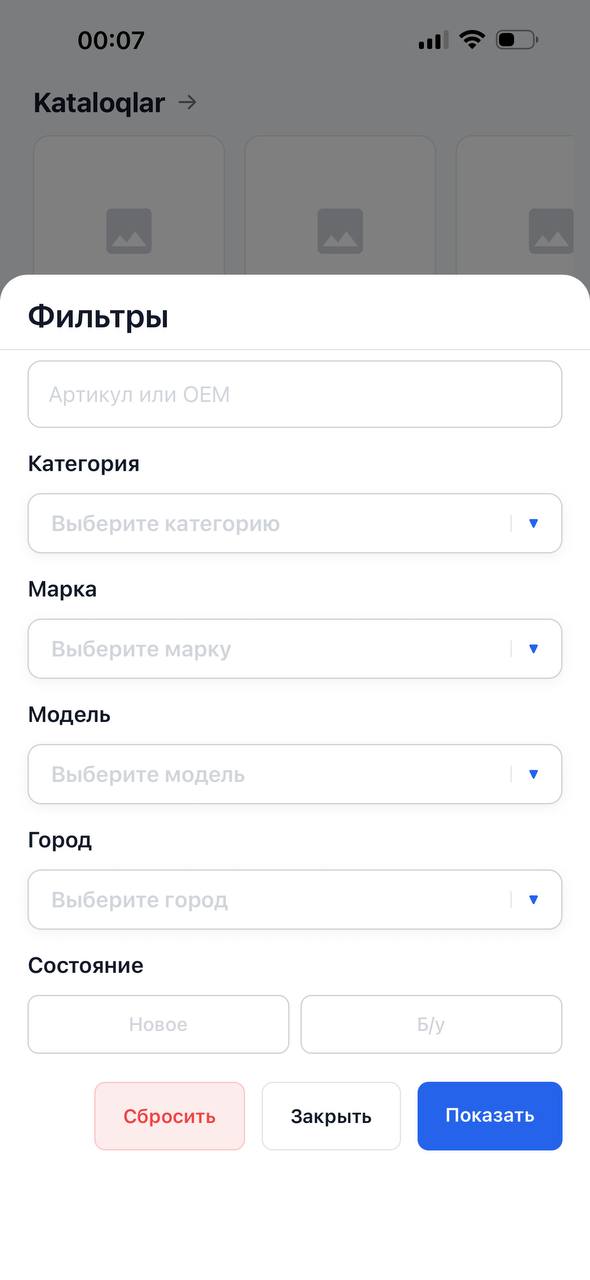 00:07
Kataloqlar →
Фильтры
Артикул или OEM
Категория
Выберите категорию
Марка
Выберите марку
Модель
Выберите модель
Город
Выберите город
Состояние
Новое Б/у
Сбросить Закрыть Показать